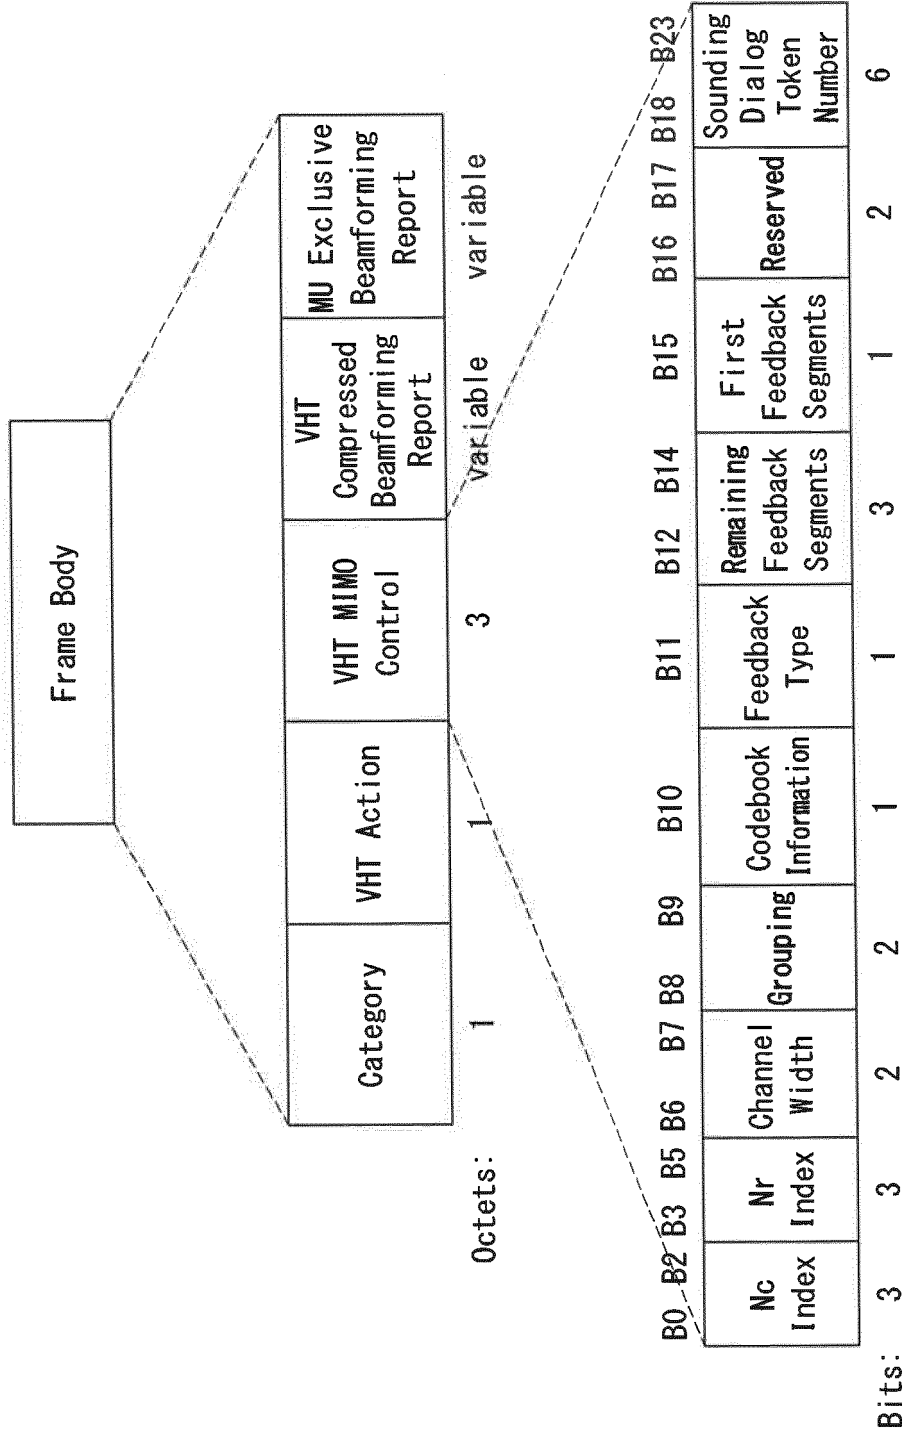 Frame Body
Category
VHT Action
VHT MIMO
Control
VHT
Compressed
Beamforming
Report
MU Exclusive
Beamforming
Report
Octets:
1
1
3
variable
variable
B0
B2
B3
B5
B6
B7
B8
B9
B10
B11
B12
B14
B15
B16
B17
B18
B23
Nc
Index
Nr
Index
Channel
Width
Grouping
Codebook
Information
Feedback
Type
Remaining
Feedback
Segments
First
Feedback
Segments
Reserved
Sounding
Dialog
Token
Number
Bits:
3
3
2
2
1
1
3
1
2
6